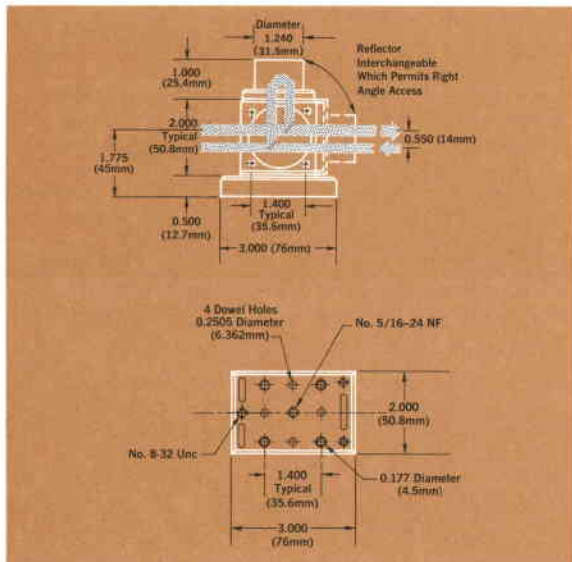 Diameter
1.240
(31.5mm)
Reflector
Interchangeable
Which Permits Right
Angle Access
1.000
(25.4mm)
2.000
Typical
(50.8mm)
0.550 (14mm)
1.775
(45mm)
1.400
Typical
(35.6mm)
0.500
(12.7mm)
3.000 (76mm)
4 Dowel Holes
0.2505 Diameter
(6.362mm)
No. 5/16-24 NF
2.000
(50.8mm)
No. 8-32 Unc
1.400
Typical
(35.6mm)
0.177 Diameter
(4.5mm)
3.000
(76mm)